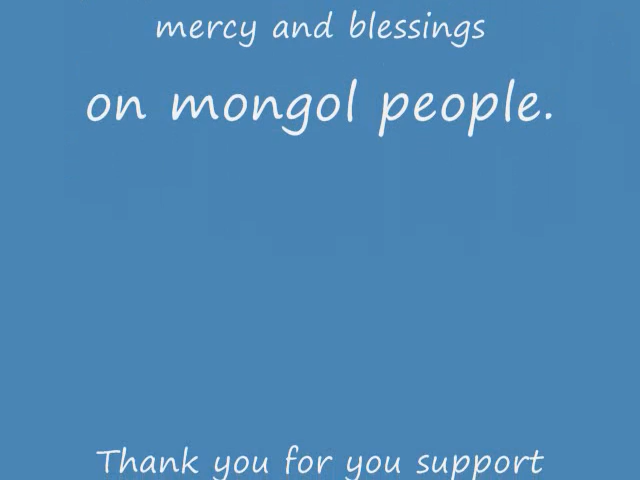 mercy and blessings
on mongol people.
Thank you for you support